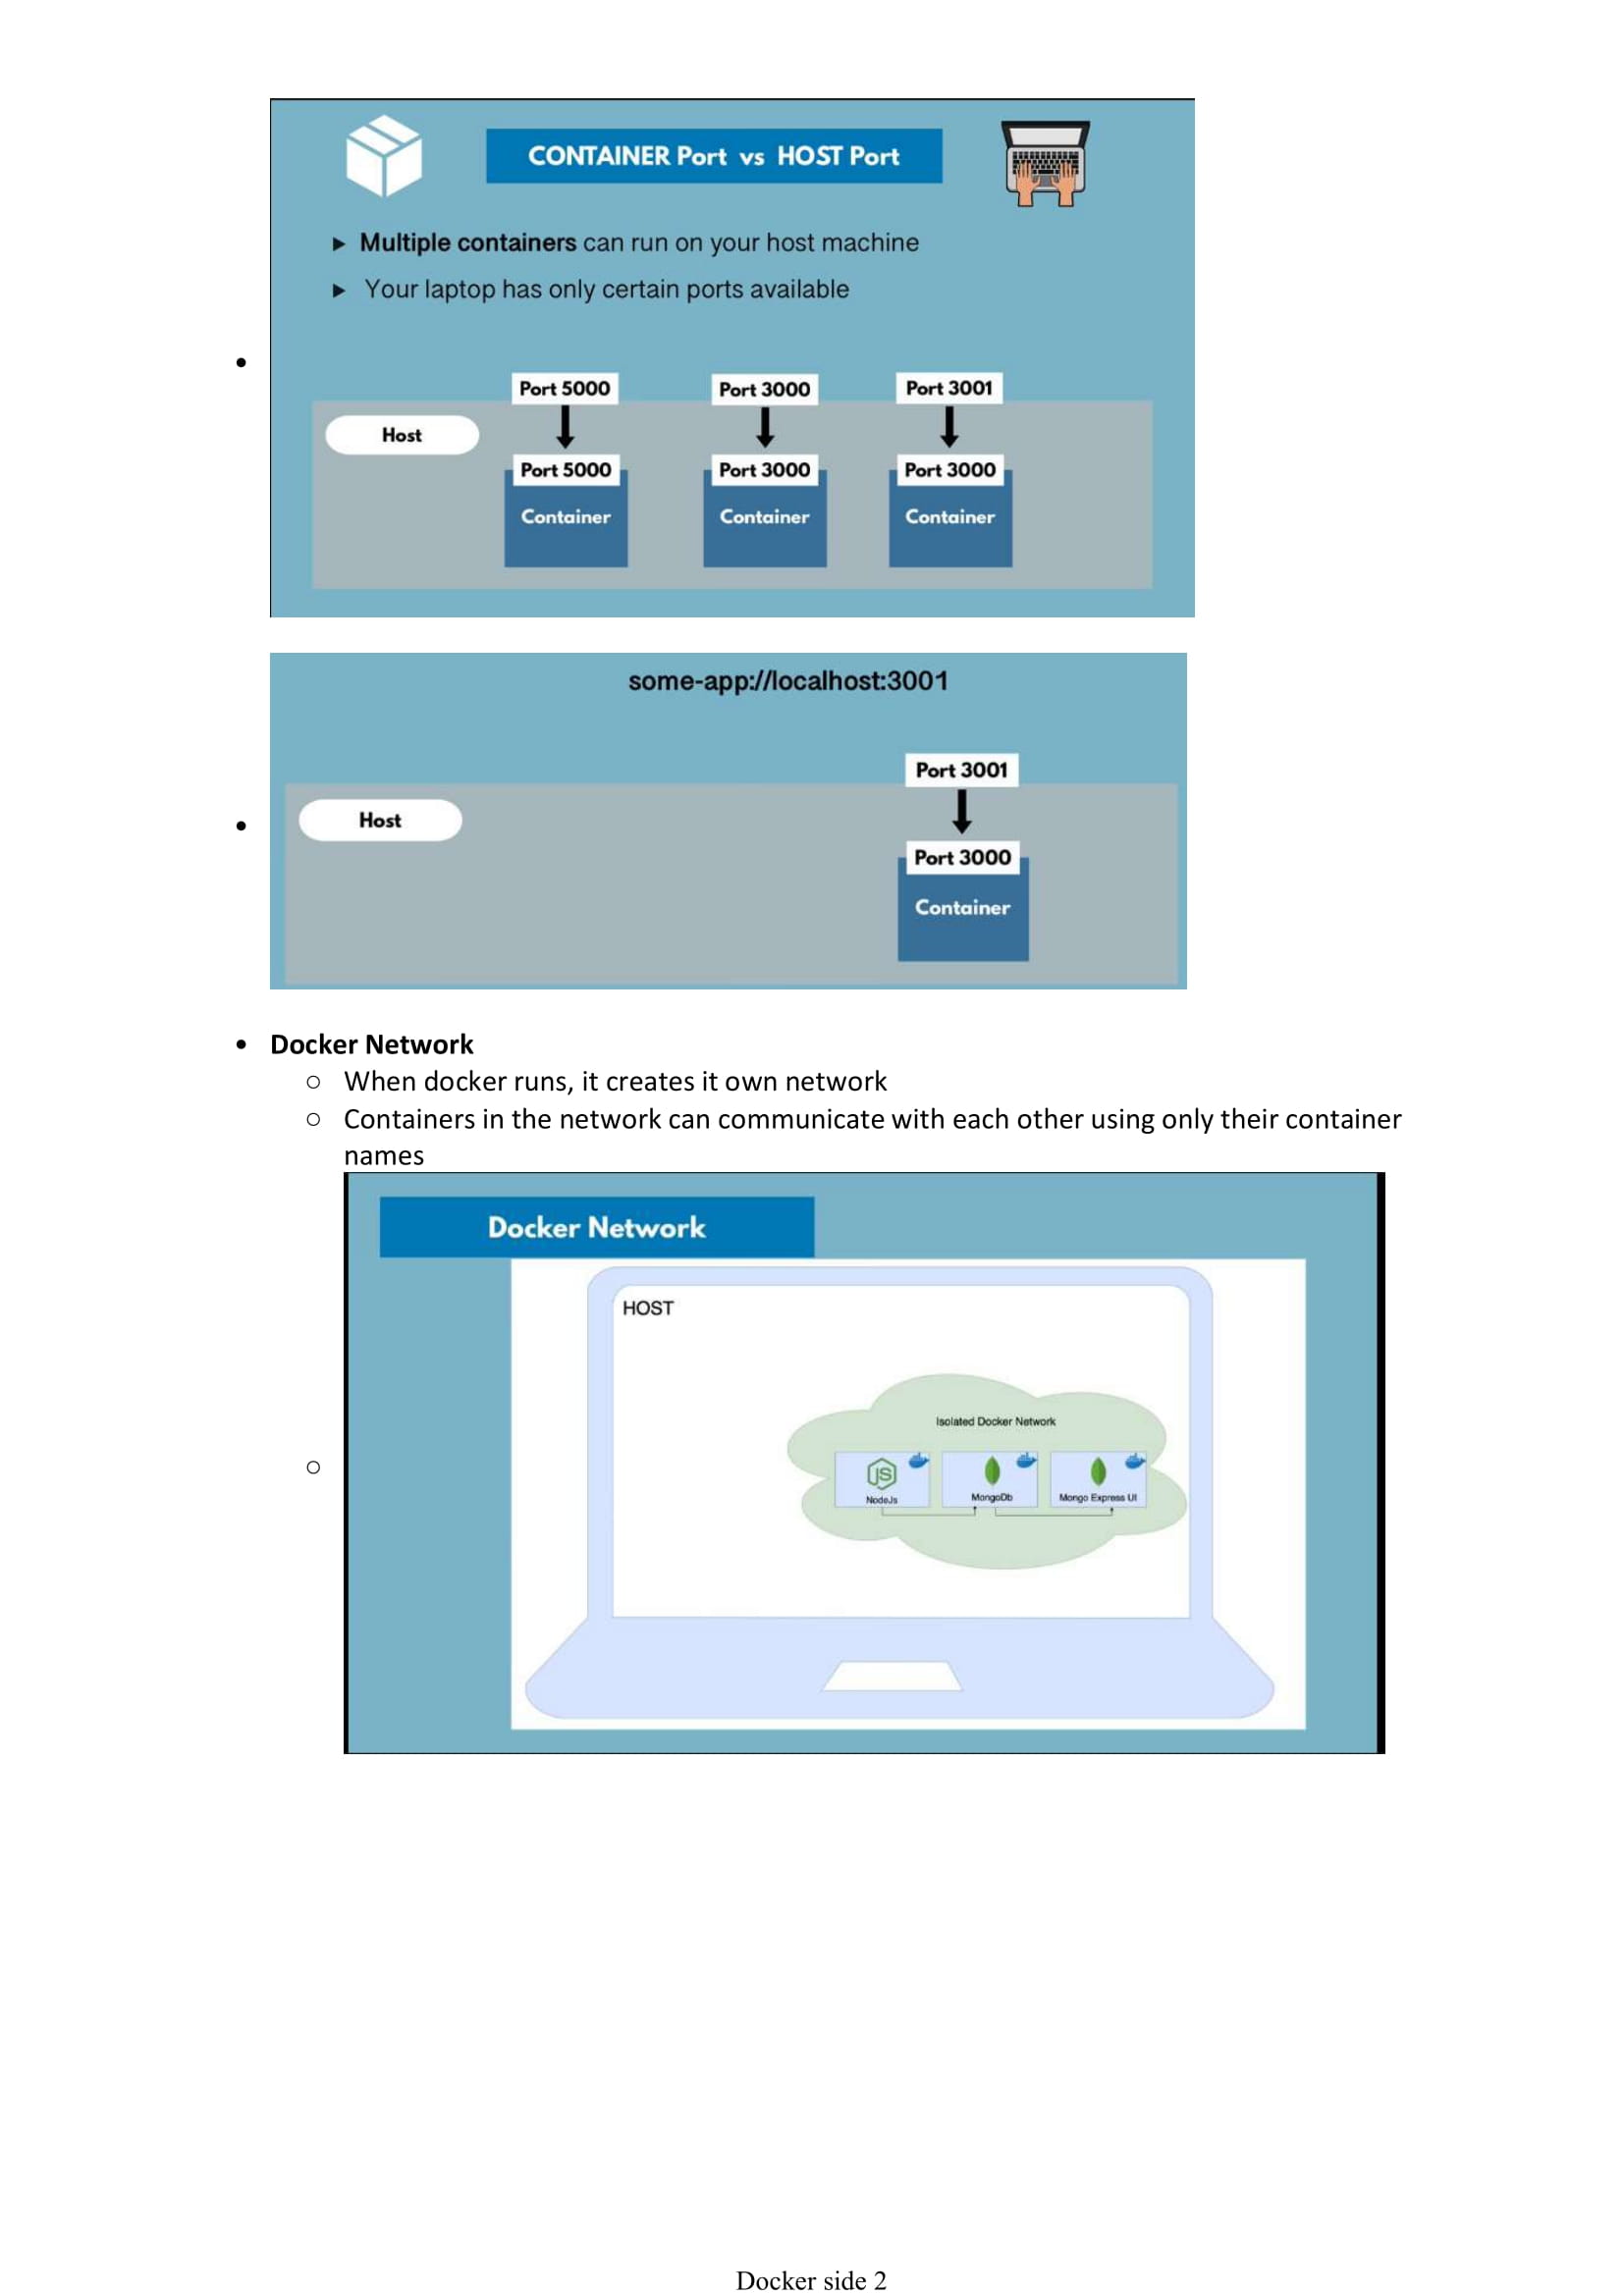 CONTAINER Port vs HOST Port
► Multiple containers can run on your host machine
► Your laptop has only certain ports available
Port 5000
Port 3000
Port 3001
Host
Port 5000
Port 3000
Port 3000
Container
Container
Container
some-app://localhost:3001
Port 3001
Host
Port 3000
Container
• Docker Network
○ When docker runs, it creates it own network
○ Containers in the network can communicate with each other using only their container
names
Docker Network
HOST
Isolated Docker Network
JS
NodeJs
MongoDb
Mongo Express UI
Docker side 2